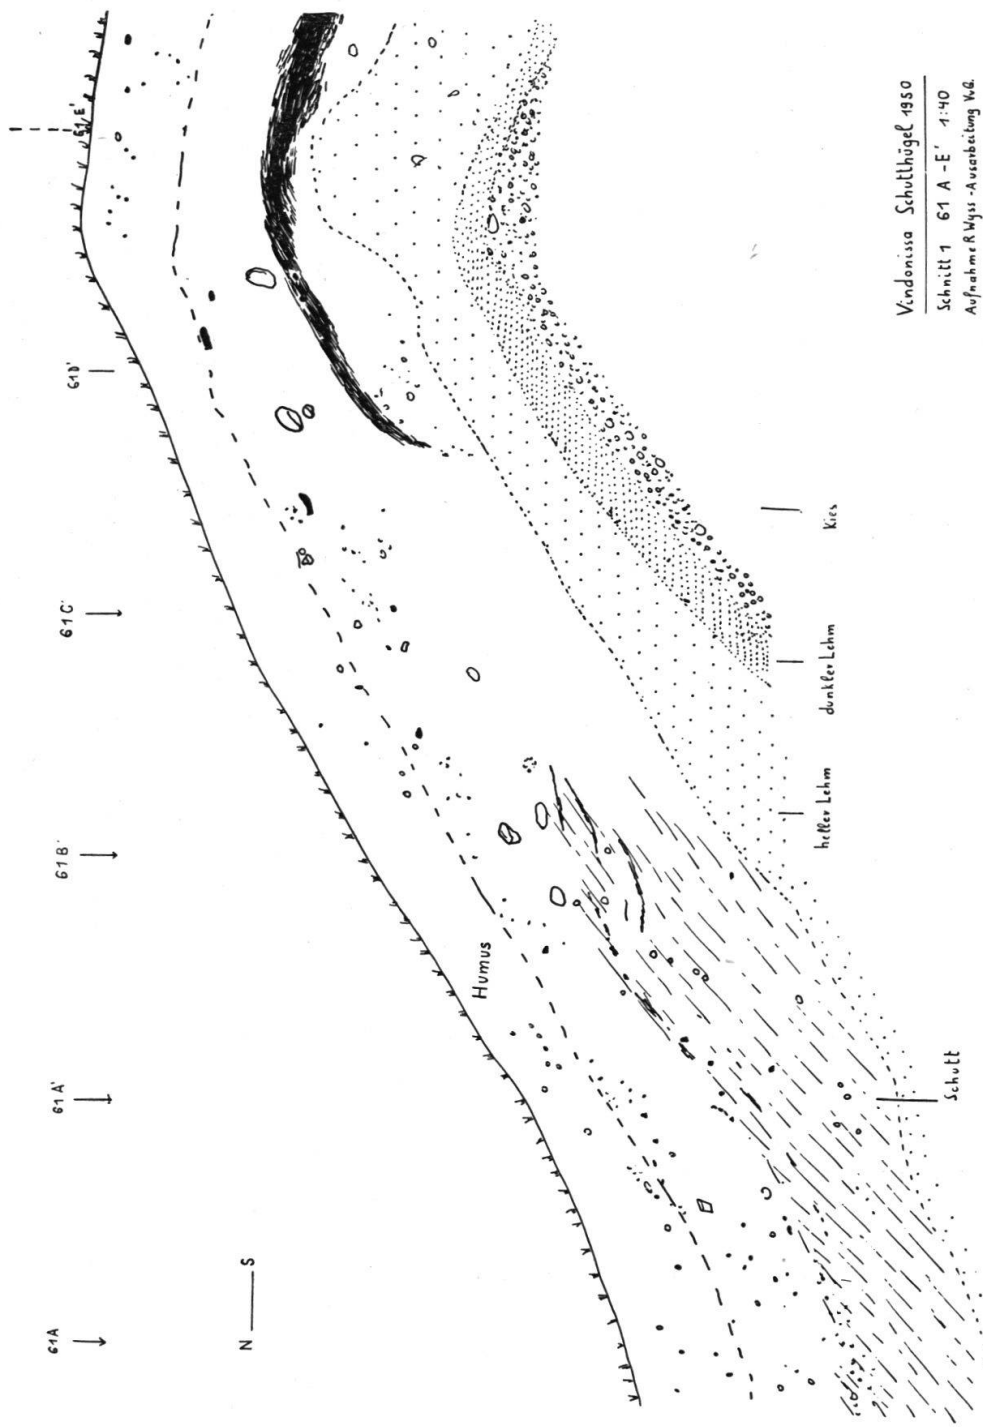 61 E'
61 D'
61 C'
61 B'
61 A'
61 A
Humus
N S
Kies
dunkler Lehm
heller Lehm
Schutt
Vindonissa Schutthügel 1950
Schnitt 1 61 A - E' 1:40
Aufnahme R Wyss - Ausarbeitung V.v.G.